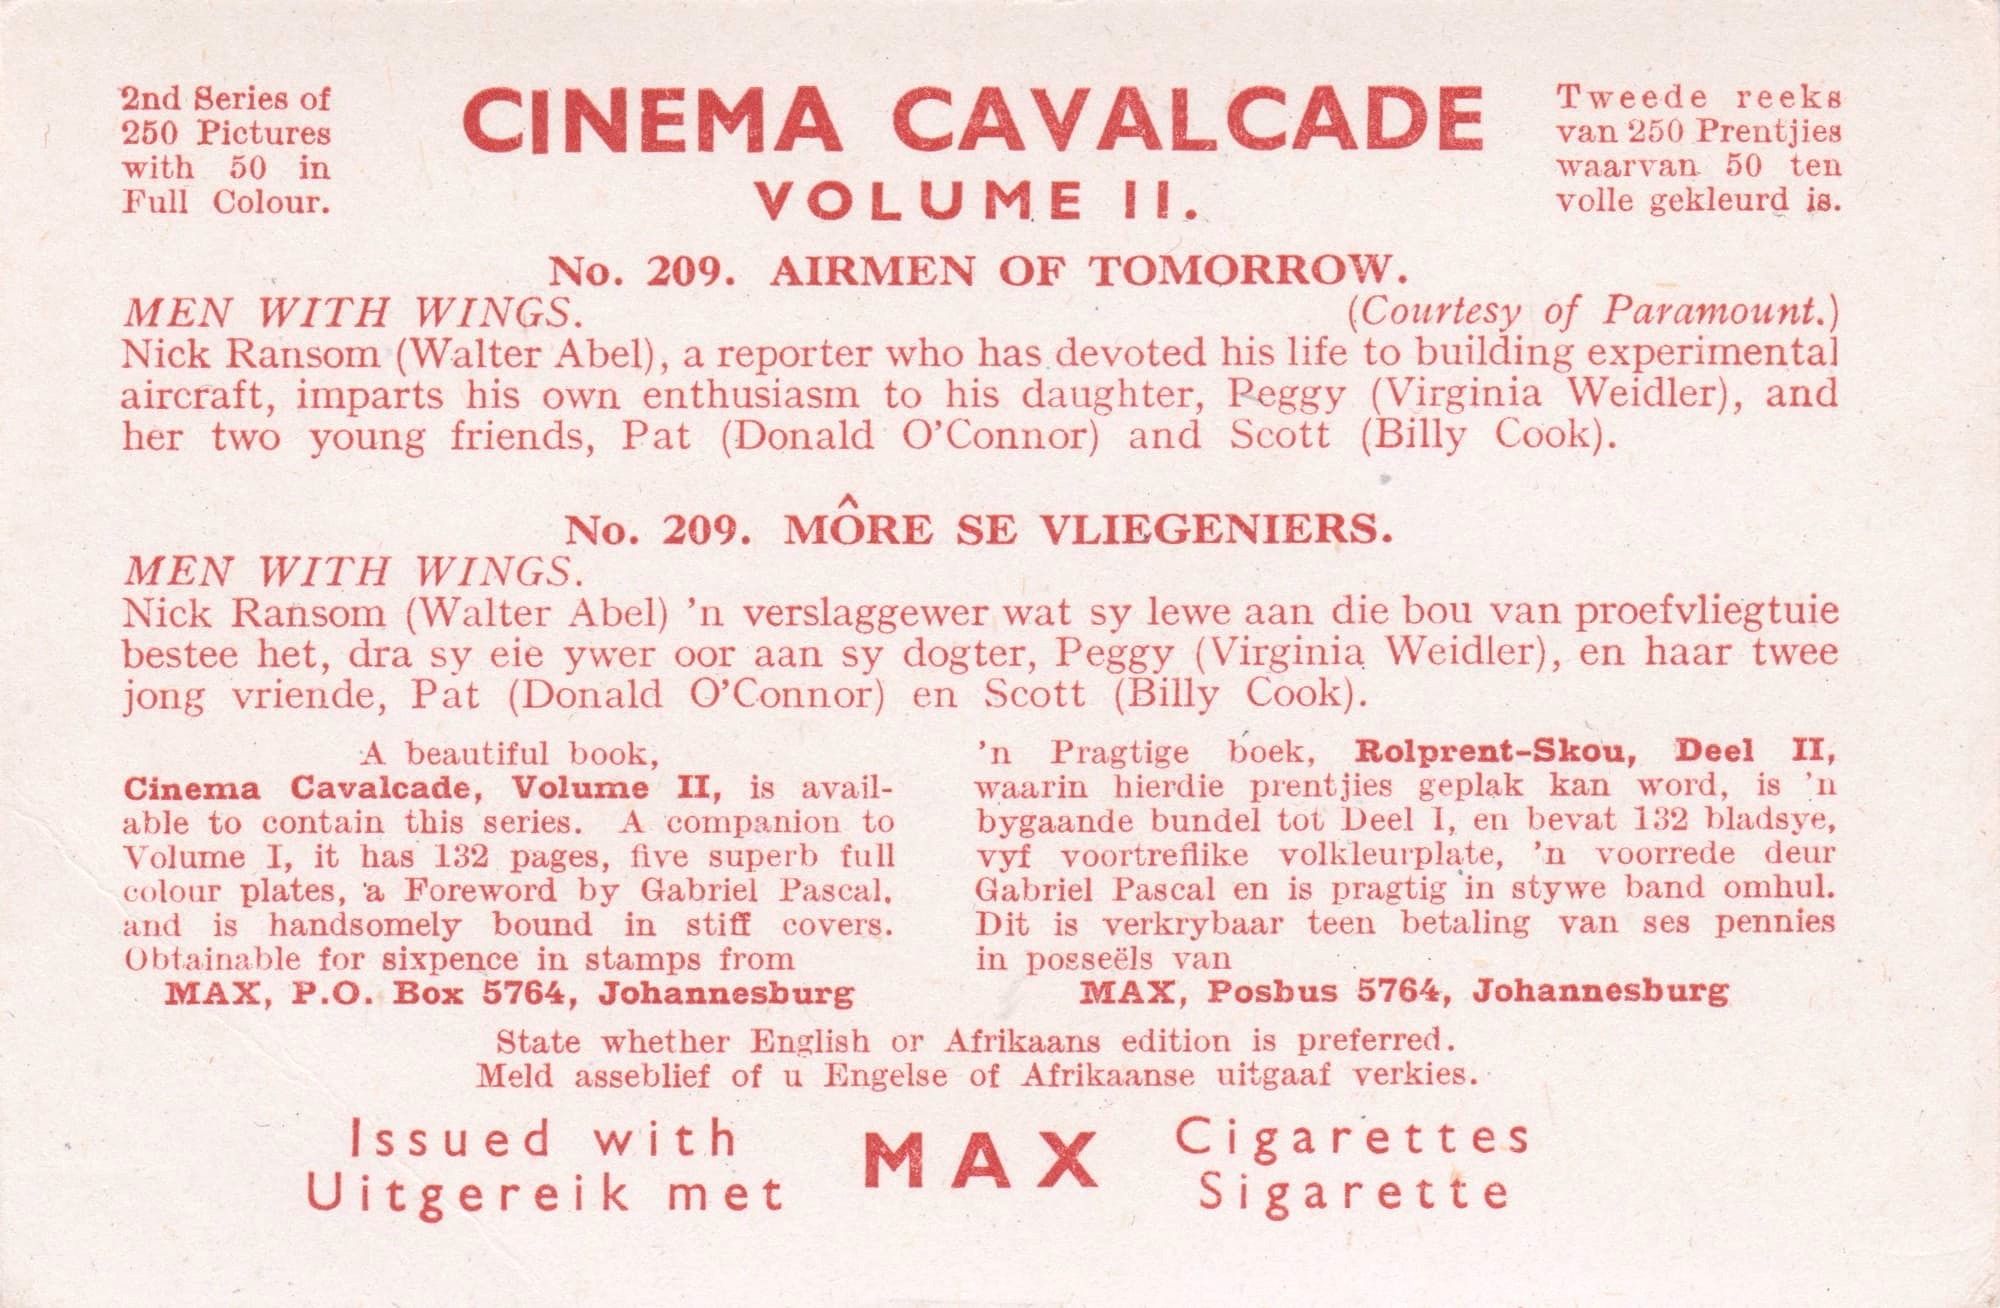 2nd Series of
250 Pictures
with 50 in
Full Colour.
CINEMA CAVALCADE
VOLUME II.
Tweede reeks
van 250 Prentjies
waarvan 50 ten
volle gekleurd is.
No. 209. AIRMEN OF TOMORROW.
MEN WITH WINGS. (Courtesy of Paramount.)
Nick Ransom (Walter Abel), a reporter who has devoted his life to building experimental
aircraft, imparts his own enthusiasm to his daughter, Peggy (Virginia Weidler), and
her two young friends, Pat (Donald O'Connor) and Scott (Billy Cook).
No. 209. MÔRE SE VLIEGENIERS.
MEN WITH WINGS.
Nick Ransom (Walter Abel) 'n verslaggewer wat sy lewe aan die bou van proefvliegtuie
bestee het, dra sy eie ywer oor aan sy dogter, Peggy (Virginia Weidler), en haar twee
jong vriende, Pat (Donald O'Connor) en Scott (Billy Cook).
A beautiful book,
Cinema Cavalcade, Volume II, is avail-
able to contain this series. A companion to
Volume I, it has 132 pages, five superb full
colour plates, a Foreword by Gabriel Pascal,
and is handsomely bound in stiff covers.
Obtainable for sixpence in stamps from
MAX, P.O. Box 5764, Johannesburg
'n Pragtige boek, Rolprent-Skou, Deel II,
waarin hierdie prentjies geplak kan word, is 'n
bygaande bundel tot Deel I, en bevat 132 bladsye,
vyf voortreflike volkleurplate, 'n voorrede deur
Gabriel Pascal en is pragtig in stywe band omhul.
Dit is verkrybaar teen betaling van ses pennies
in posseëls van
MAX, Posbus 5764, Johannesburg
State whether English or Afrikaans edition is preferred.
Meld asseblief of u Engelse of Afrikaanse uitgaaf verkies.
Issued with
Uitgereik met
MAX
Cigarettes
Sigarette